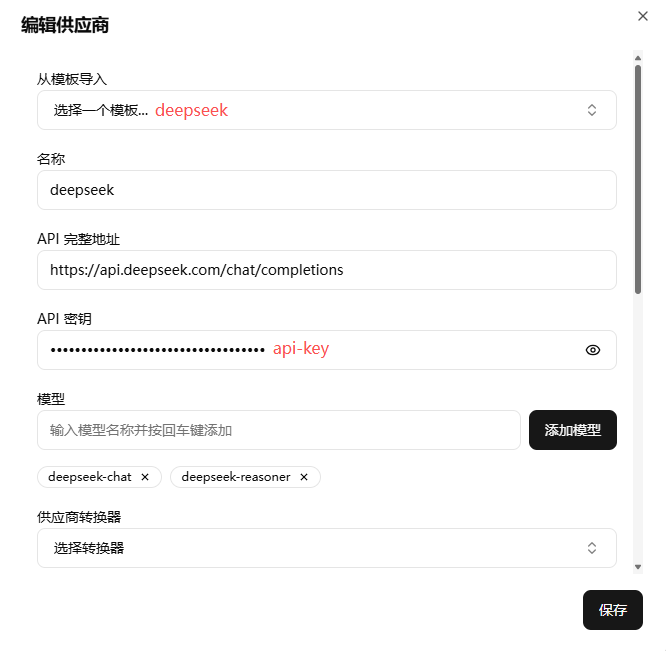 编辑供应商
从模板导入
选择一个模板... deepseek
名称
deepseek
API 完整地址
https://api.deepseek.com/chat/completions
API 密钥
•••••••••••••••••••••••••••••••••• api-key
模型
输入模型名称并按回车键添加 添加模型
deepseek-chat × deepseek-reasoner ×
供应商转换器
选择转换器
保存